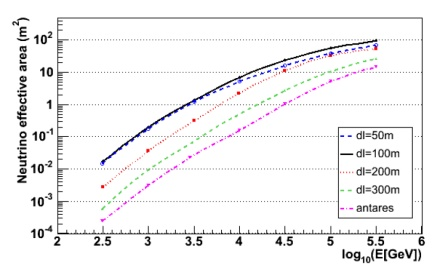 Neutrino effective area (m²)
10²
10
1
10⁻¹
10⁻²
10⁻³
10⁻⁴
dl=50m
dl=100m
dl=200m
dl=300m
antares
2 2.5 3 3.5 4 4.5 5 5.5 6
log₁₀(E[GeV])